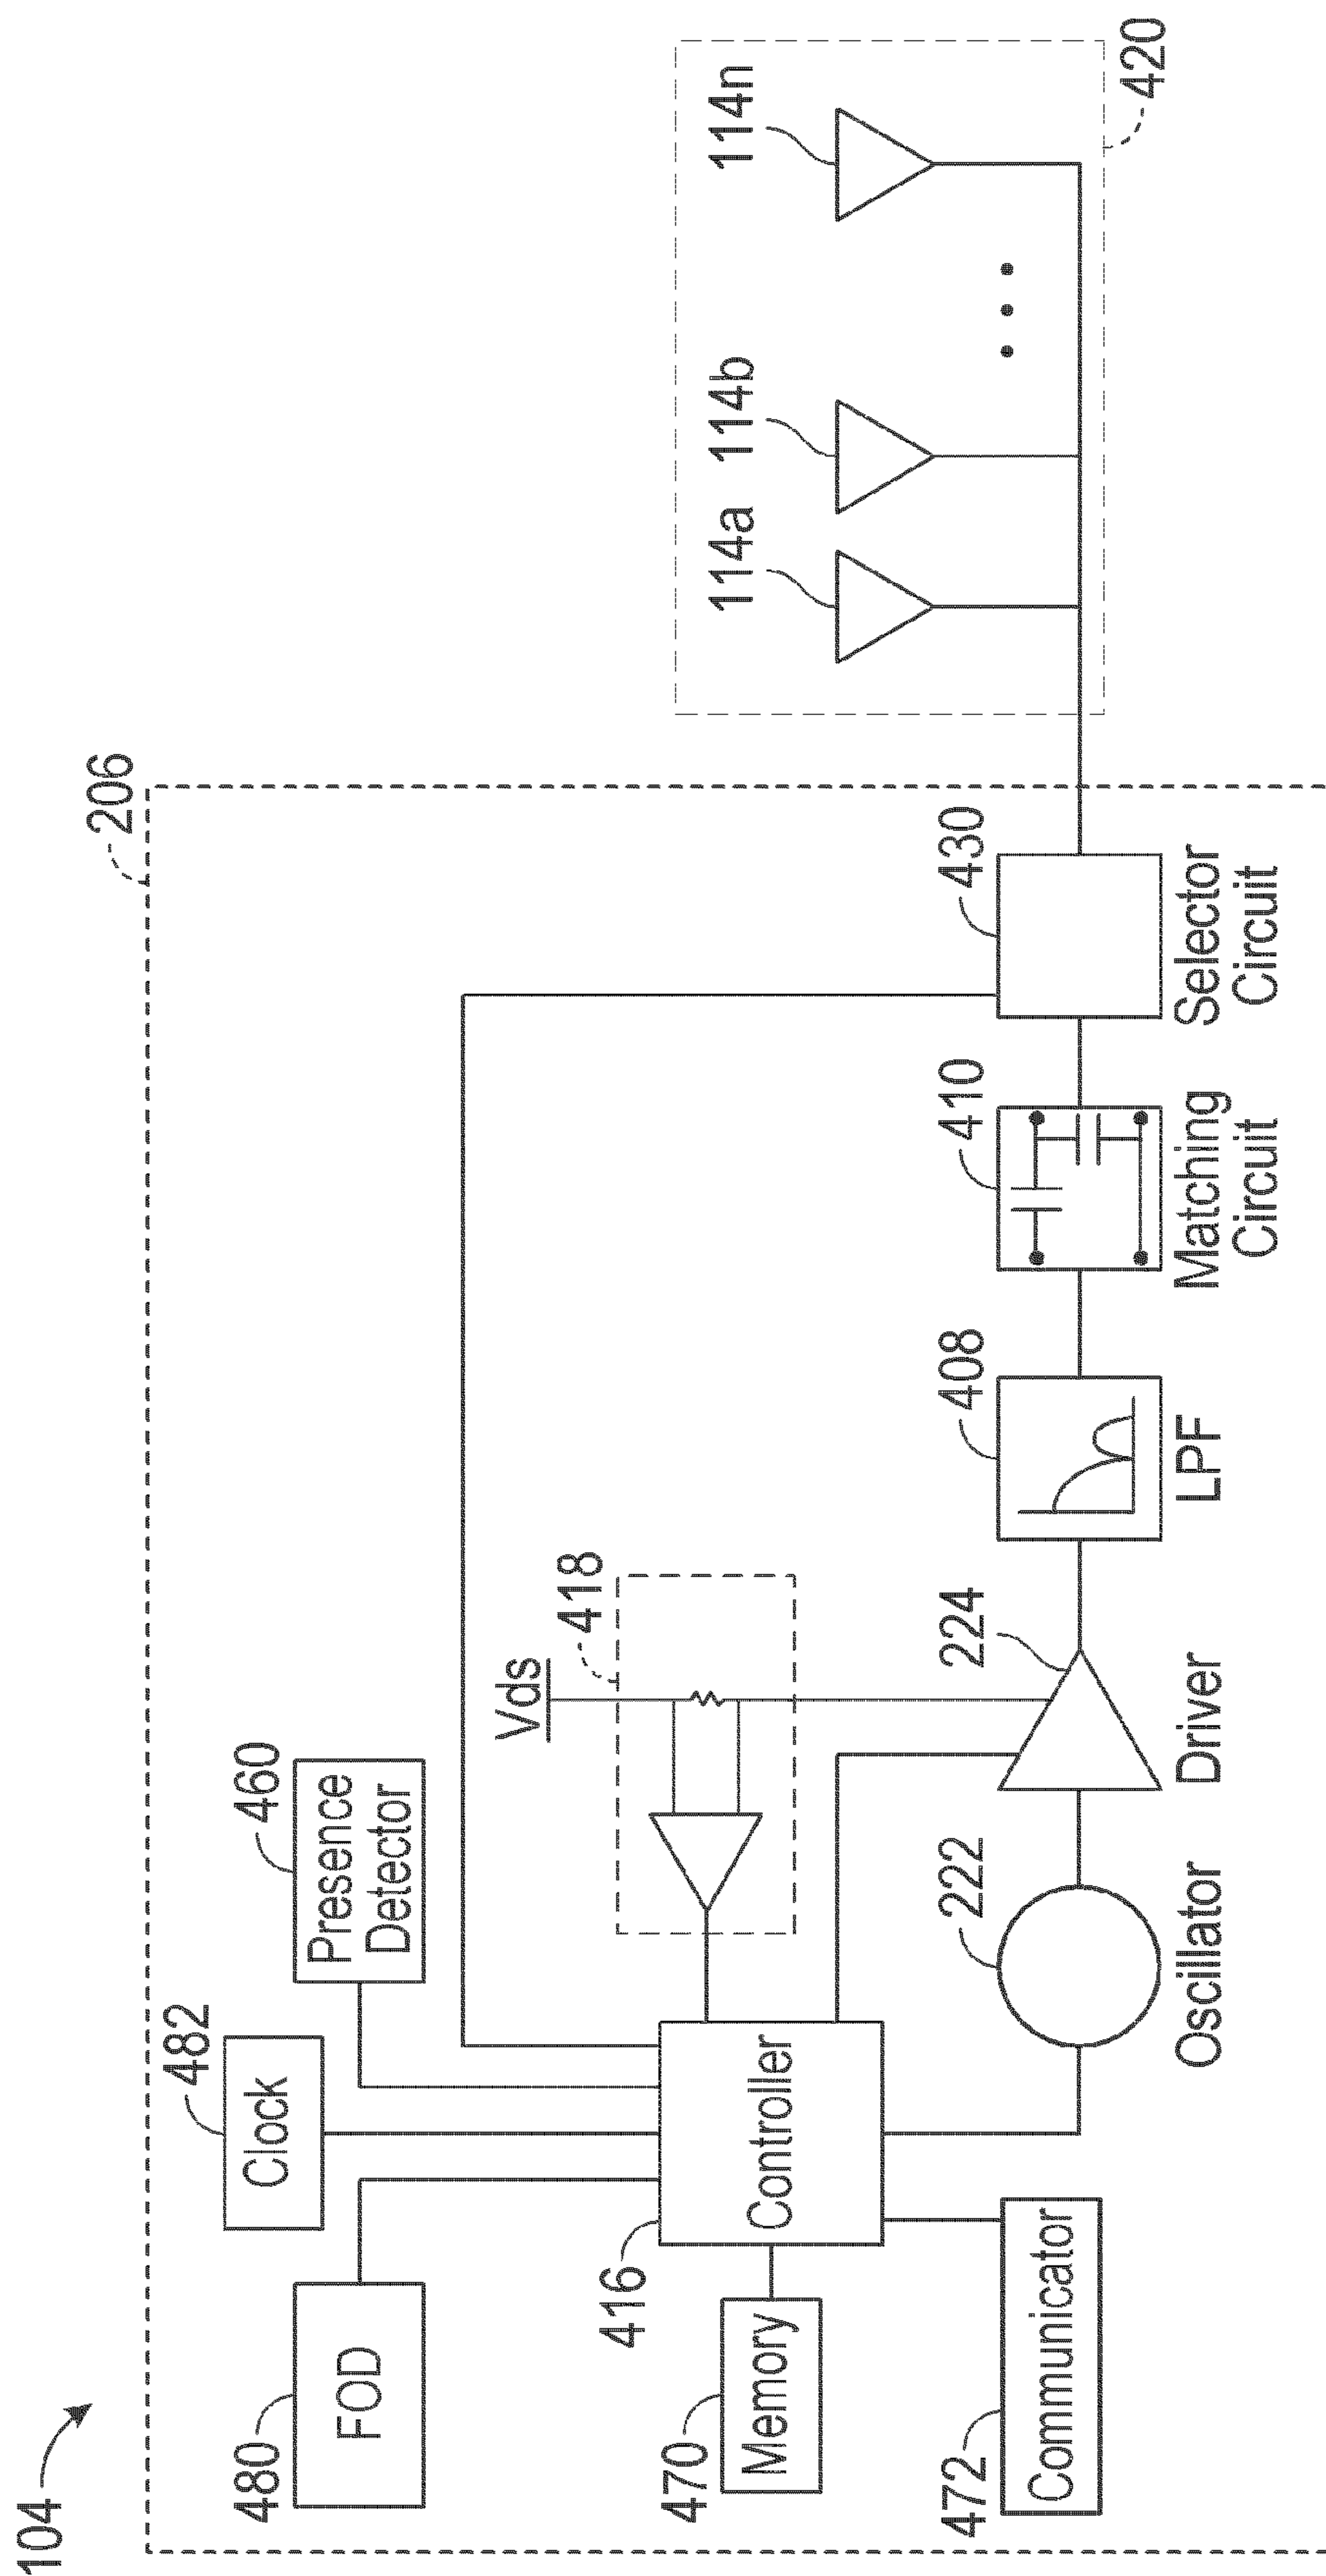 104
206
480
FOD
482
Clock
460
Presence
Detector
Vds
418
416
Controller
470
Memory
472
Communicator
222
Oscillator
224
Driver
408
LPF
410
Matching
Circuit
430
Selector
Circuit
114a
114b
114n
420